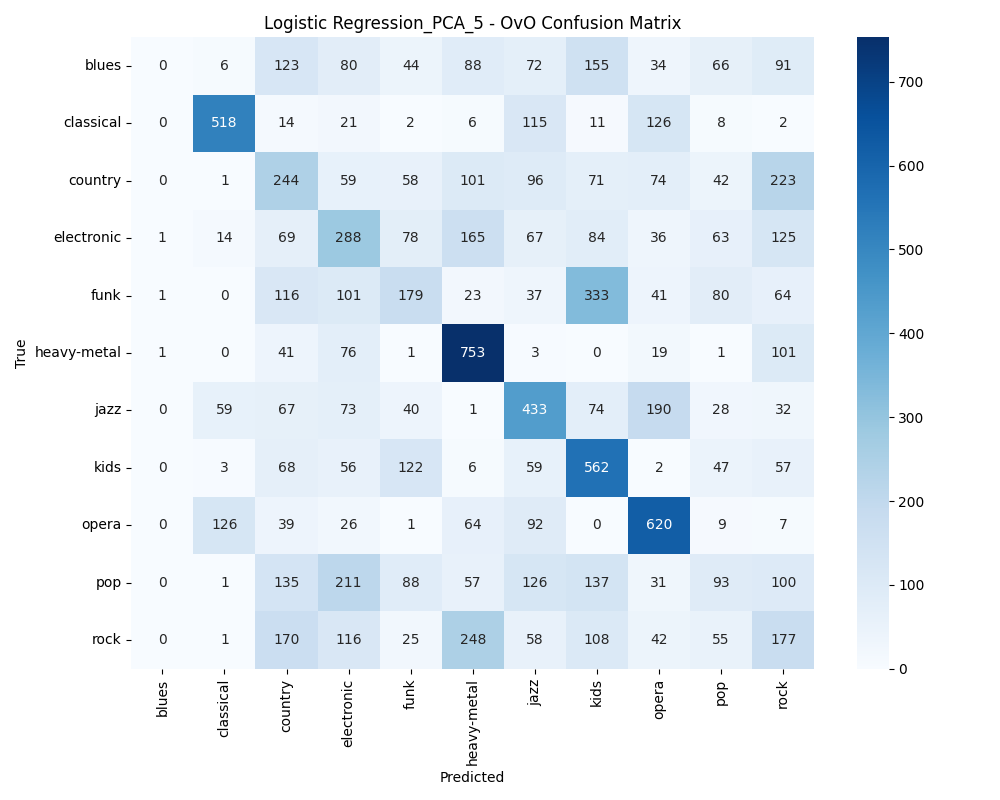 Logistic Regression_PCA_5 - OvO Confusion Matrix
blues 0 6 123 80 44 88 72 155 34 66 91
classical 0 518 14 21 2 6 115 11 126 8 2
country 0 1 244 59 58 101 96 71 74 42 223
electronic 1 14 69 288 78 165 67 84 36 63 125
funk 1 0 116 101 179 23 37 333 41 80 64
heavy-metal 1 0 41 76 1 753 3 0 19 1 101
jazz 0 59 67 73 40 1 433 74 190 28 32
kids 0 3 68 56 122 6 59 562 2 47 57
opera 0 126 39 26 1 64 92 0 620 9 7
pop 0 1 135 211 88 57 126 137 31 93 100
rock 0 1 170 116 25 248 58 108 42 55 177
True
blues classical country electronic funk heavy-metal jazz kids opera pop rock
Predicted
700
600
500
400
300
200
100
0